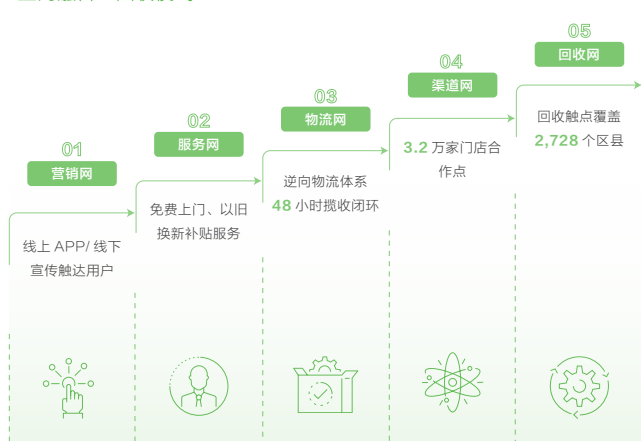 01
营销网
线上 APP/ 线下
宣传触达用户
02
服务网
免费上门、以旧
换新补贴服务
03
物流网
逆向物流体系
48 小时揽收闭环
04
渠道网
3.2 万家门店合
作点
05
回收网
回收触点覆盖
2,728 个区县